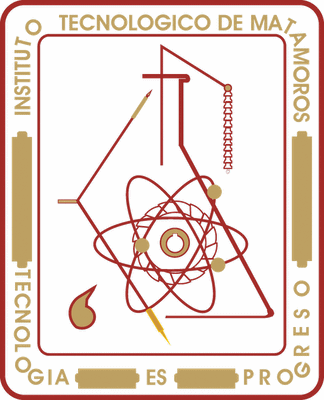 INSTITUTO TECNOLOGICO DE MATAMOROS
TECNOLOGIA ES PROGRESO